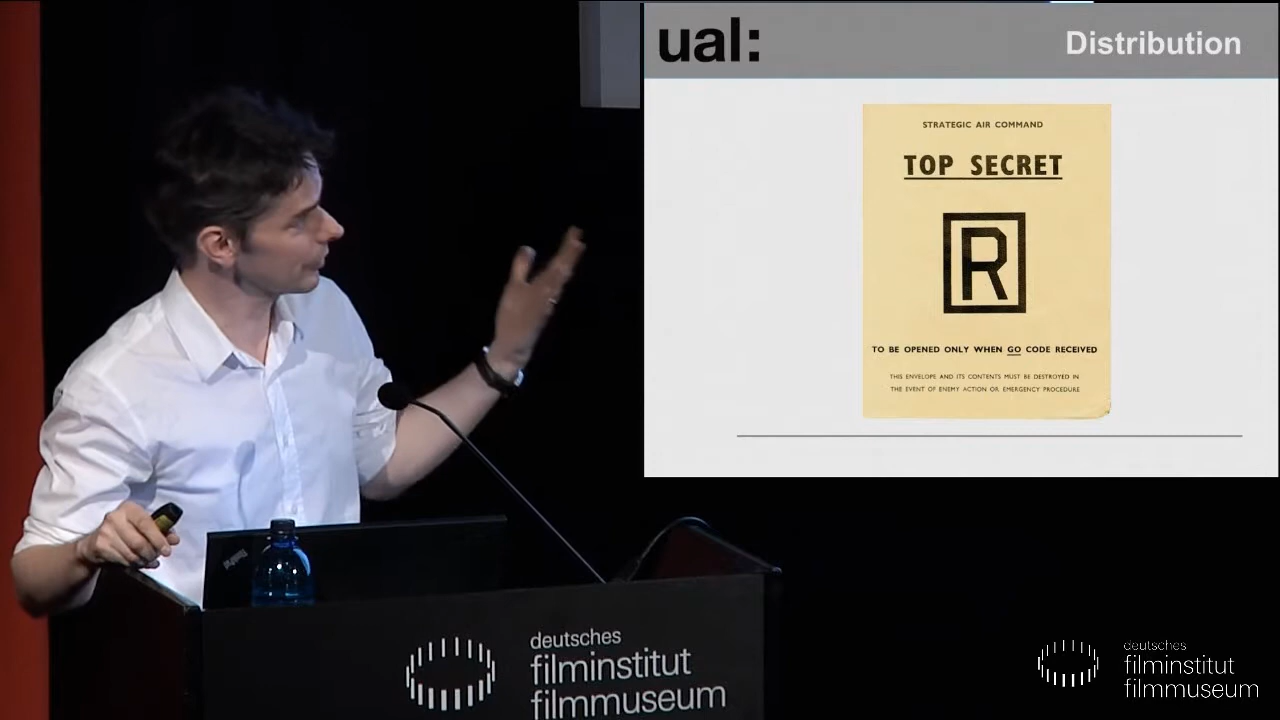 ual:
Distribution
STRATEGIC AIR COMMAND
TOP SECRET
R
TO BE OPENED ONLY WHEN GO CODE RECEIVED
THIS ENVELOPE AND ITS CONTENTS MUST BE DESTROYED IN
THE EVENT OF ENEMY ACTION OR EMERGENCY PROCEDURE
ThinkPad
deutsches
filminstitut
filmmuseum
deutsches
filminstitut
filmmuseum